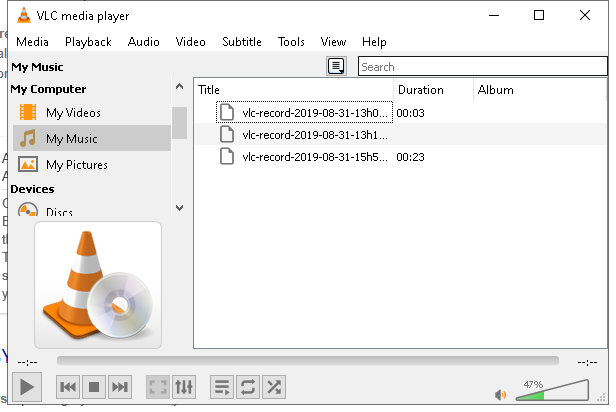 VLC media player
Media Playback Audio Video Subtitle Tools View Help
My Music
Search
My Computer
My Videos
My Music
My Pictures
Devices
Discs
Title Duration Album
vlc-record-2019-08-31-13h0... 00:03
vlc-record-2019-08-31-13h1...
vlc-record-2019-08-31-15h5... 00:23
--:-- --:--
47%